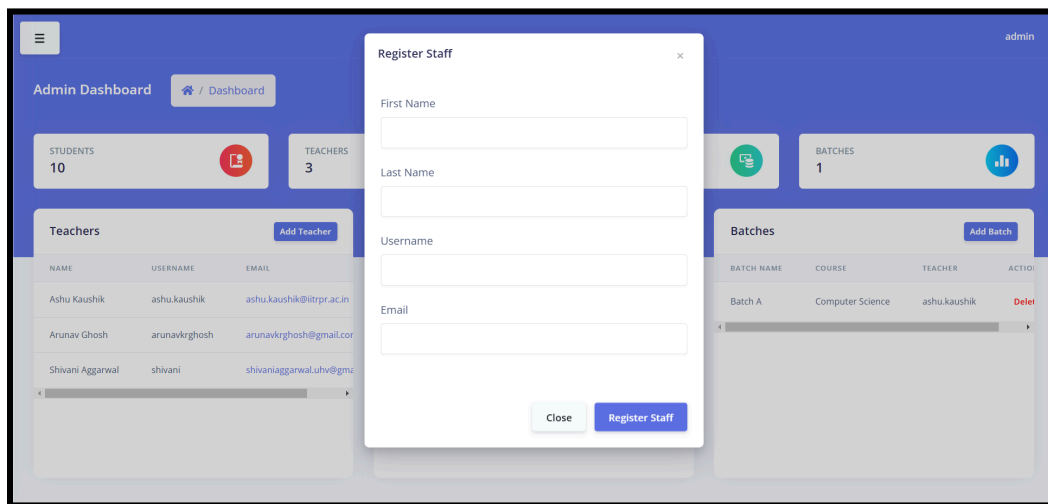 ☰
admin
Register Staff ×
Admin Dashboard / Dashboard
First Name
STUDENTS
10
TEACHERS
3
BATCHES
1
Last Name
Teachers Add Teacher
Username
Batches Add Batch
NAME USERNAME EMAIL
BATCH NAME COURSE TEACHER
Ashu Kaushik ashu.kaushik ashu.kaushik@iitrpr.ac.in
Email
Batch A Computer Science ashu.kaushik
Arunav Ghosh arunavkrghosh
Shivani Aggarwal shivani
Close Register Staff